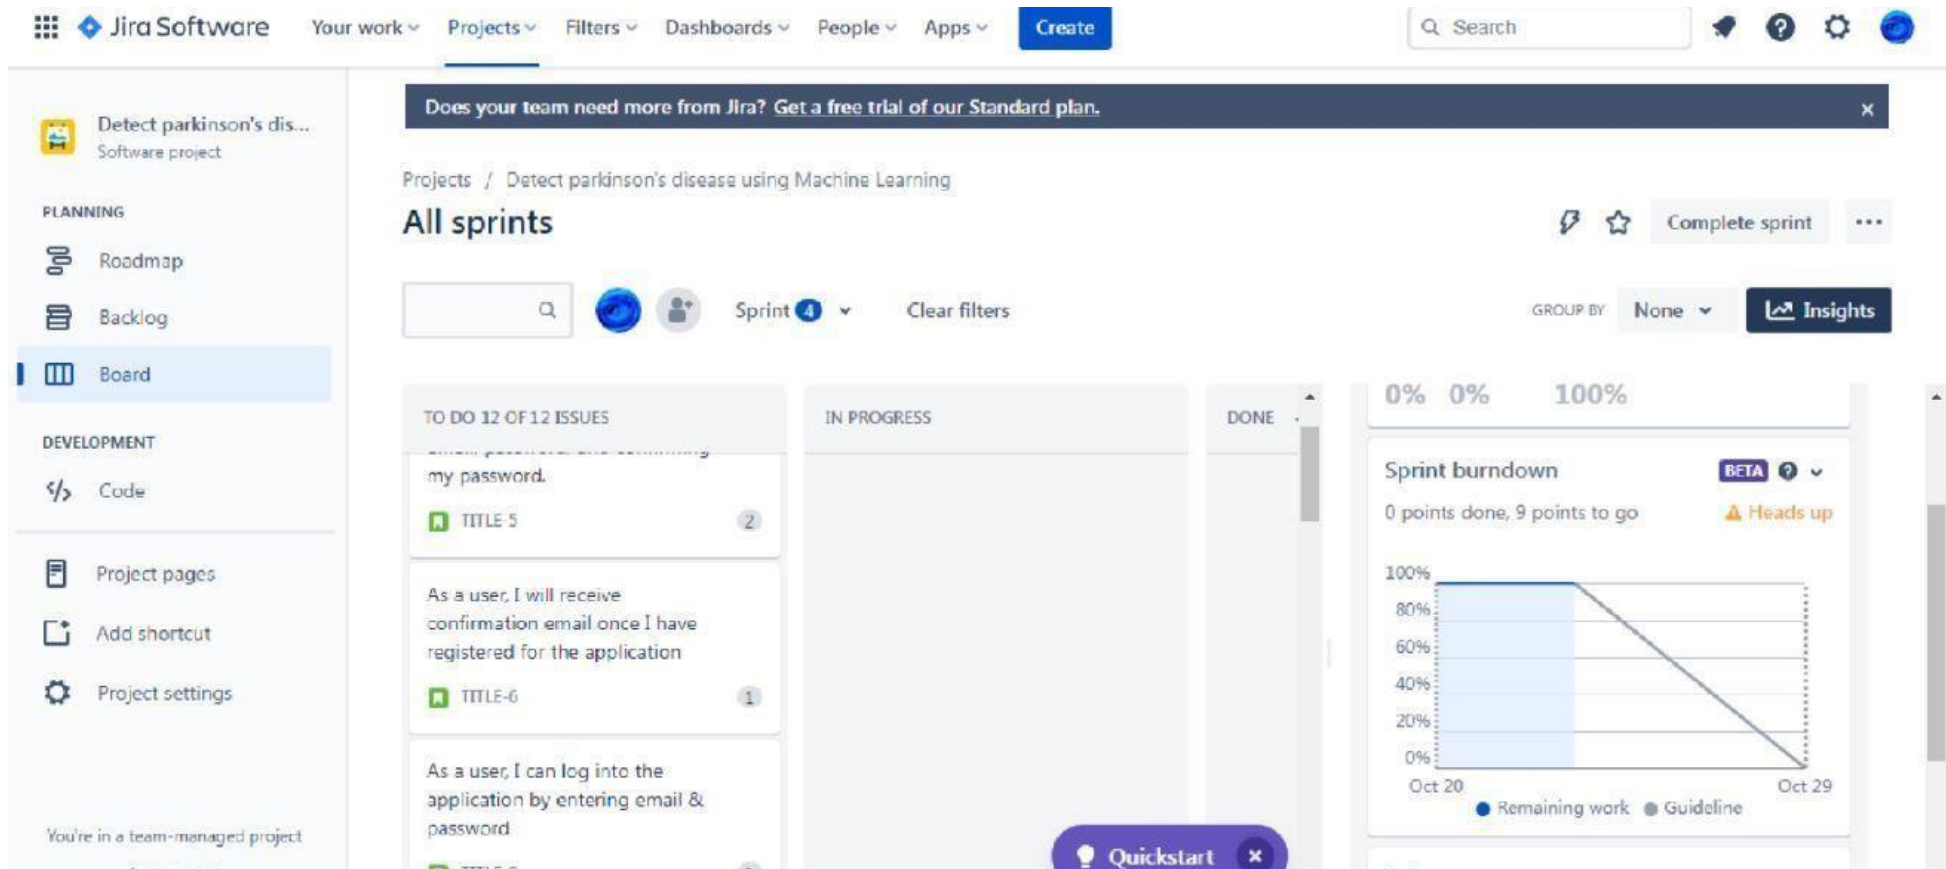 Jira Software Your work Projects Filters Dashboards People Apps Create Search
Does your team need more from Jira? Get a free trial of our Standard plan.
Detect parkinson's dis...
Software project
PLANNING
Roadmap
Backlog
Board
DEVELOPMENT
Code
Project pages
Add shortcut
Project settings
You're in a team-managed project
Projects / Detect parkinson's disease using Machine Learning
All sprints
Complete sprint
Sprint 4 Clear filters
GROUP BY None Insights
TO DO 12 OF 12 ISSUES
my password.
TITLE-5 2
As a user, I will receive
confirmation email once I have
registered for the application
TITLE-6 1
As a user, I can log into the
application by entering email &
password
IN PROGRESS
DONE
0% 0% 100%
Sprint burndown BETA
0 points done, 9 points to go Heads up
100%
80%
60%
40%
20%
0%
Oct 20 Oct 29
Remaining work Guideline
Quickstart